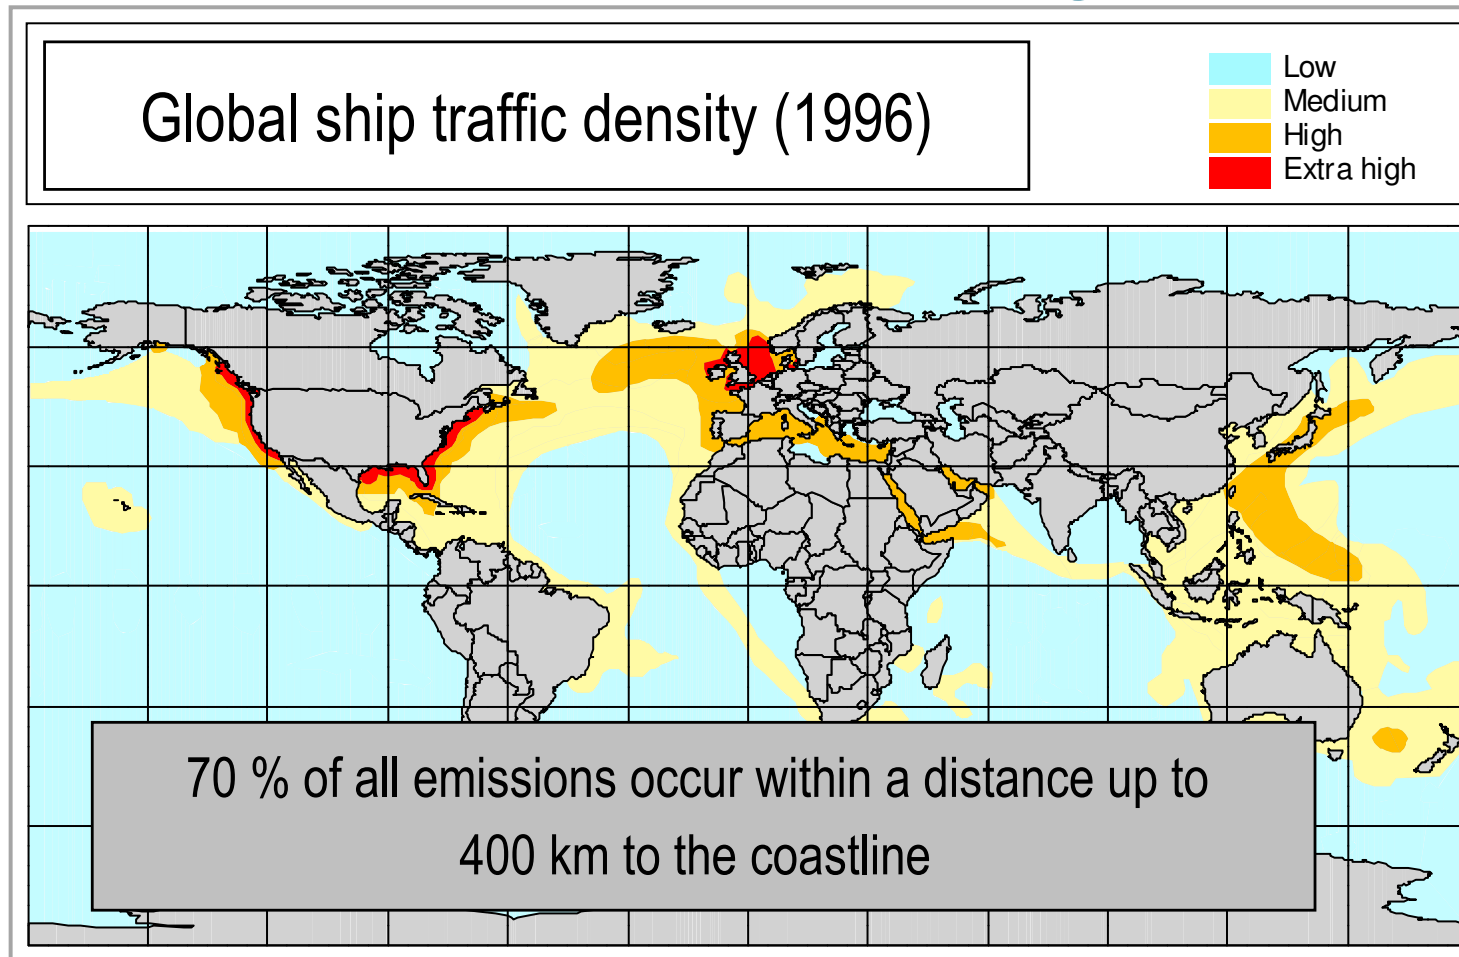 Global ship traffic density (1996)
Low
Medium
High
Extra high
70 % of all emissions occur within a distance up to
400 km to the coastline